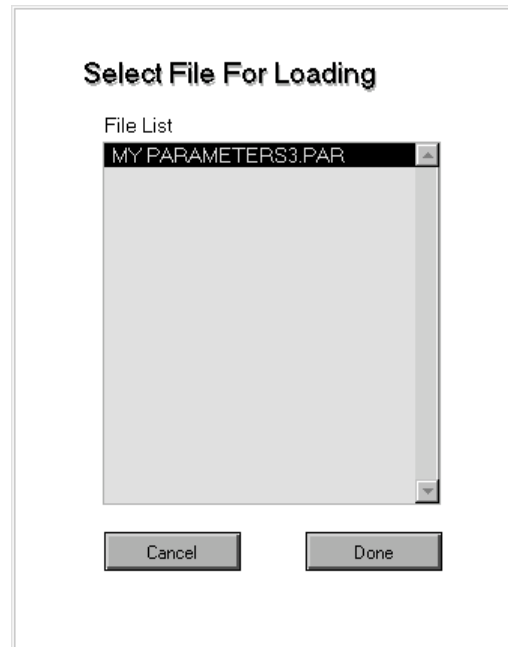 Select File For Loading
File List
MY PARAMETERS3.PAR
Cancel
Done